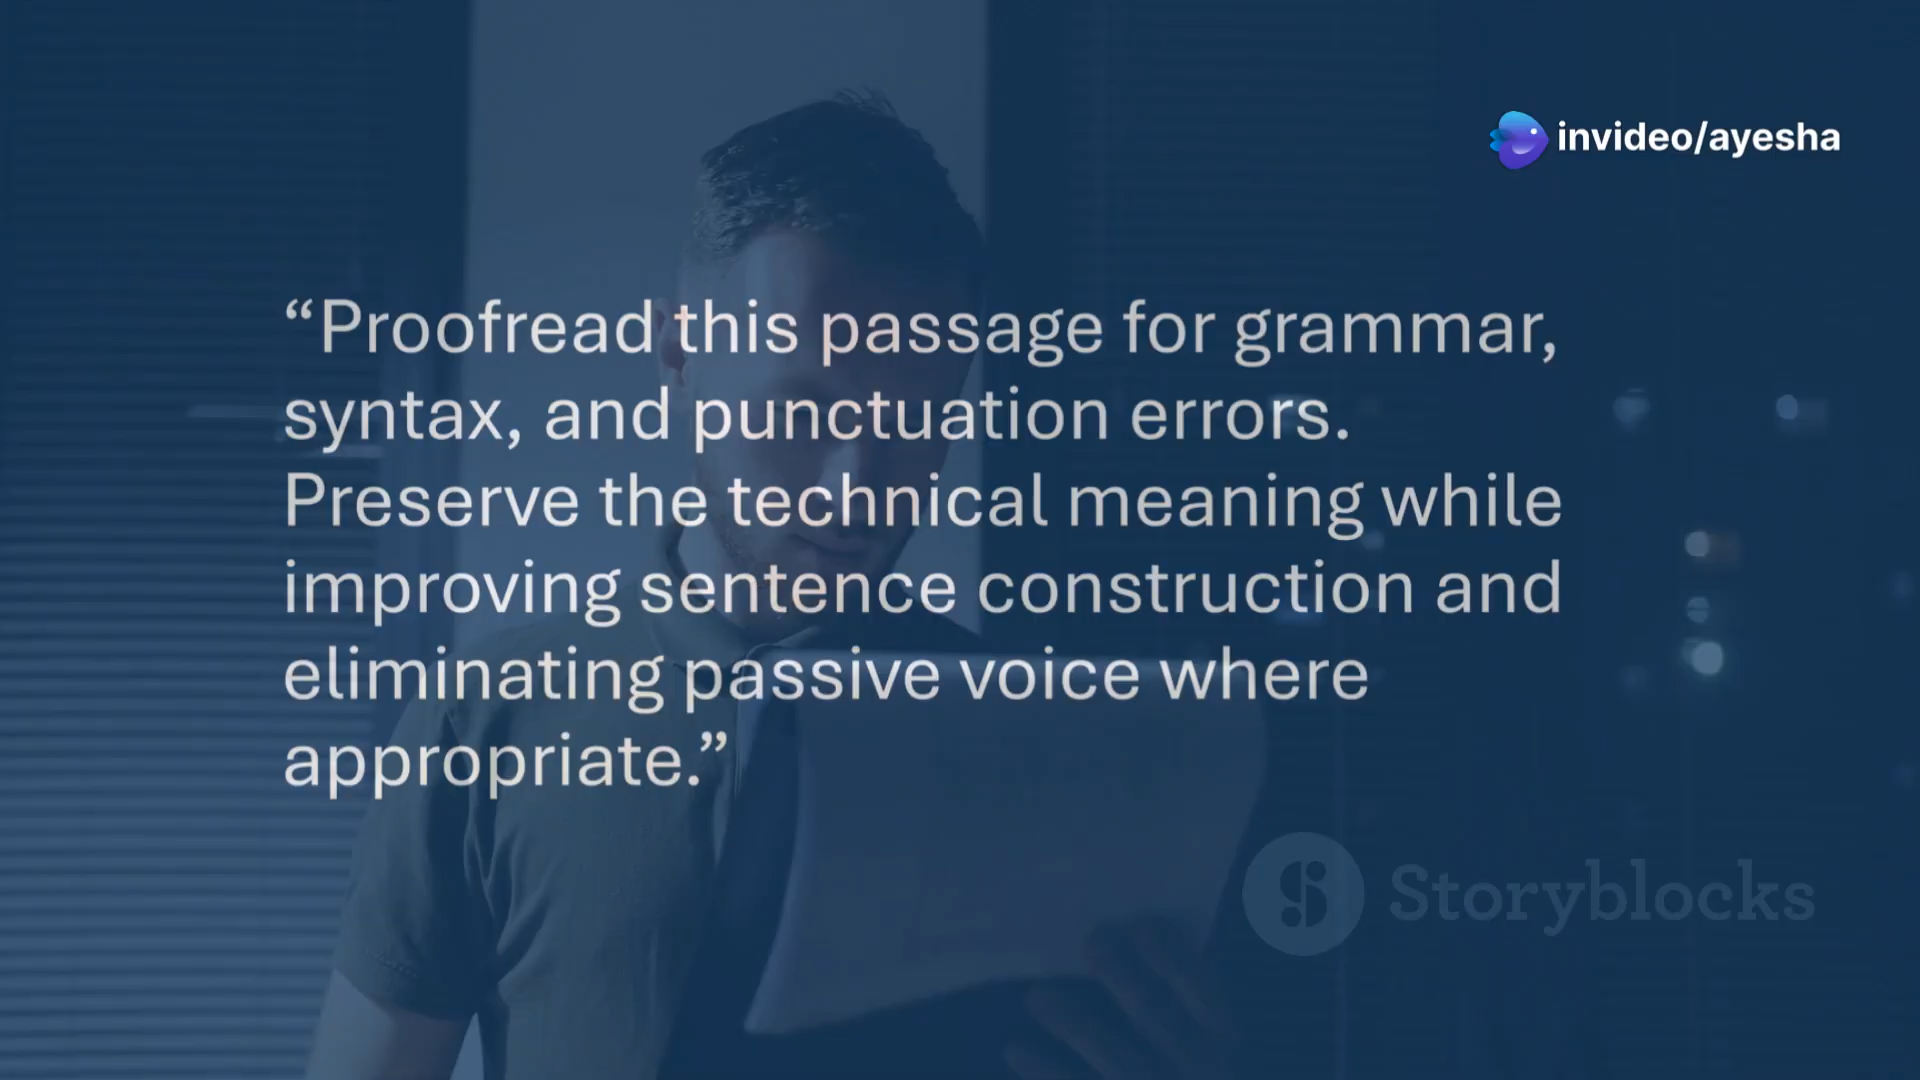 invideo/ayesha
“Proofread this passage for grammar,
syntax, and punctuation errors.
Preserve the technical meaning while
improving sentence construction and
eliminating passive voice where
appropriate.”
Storyblocks